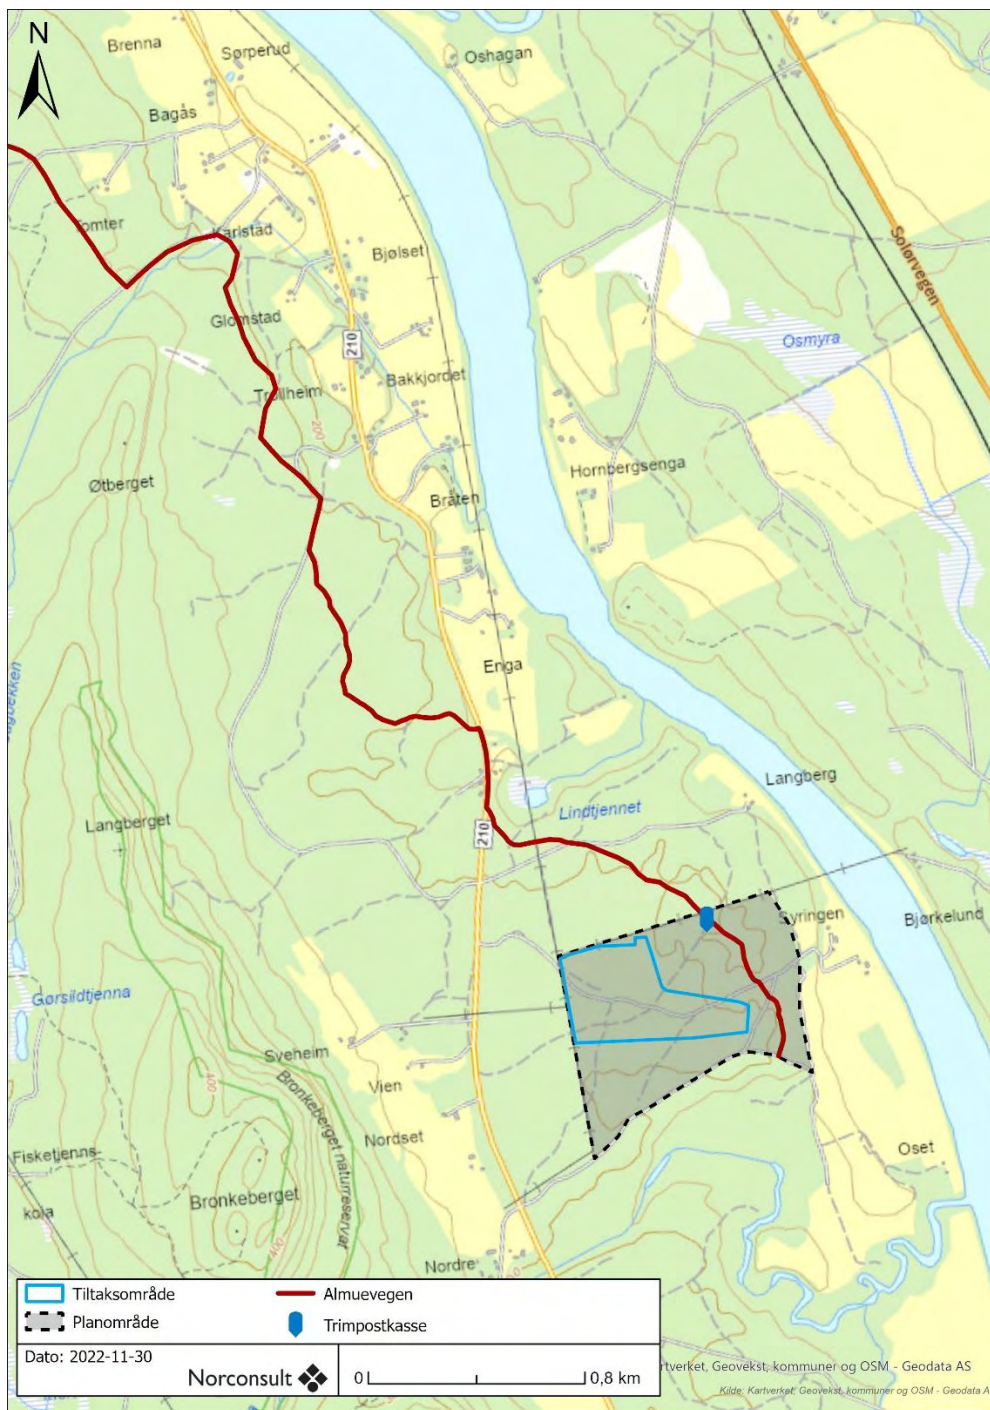 N
Brenna
Sørperud
Oshagan
Bagås
Tomter
Karlstad
Bjølset
Solørvegen
Glomstad
210
Osmyra
Trollheim
Bakkjordet
200
Øtberget
Hornbergsenga
Bråten
Enga
Langberg
Lindtjennet
Langberget
210
Syringen
Bjørkelund
Gørsildtjenna
Sveheim
Vien
400
Bronkeberget naturreservat
Nordset
Oset
Fisketjenns-
koia
Bronkeberget
400
Nordre
Tiltaksområde
Almuevegen
Planområde
Trimpostkasse
Dato: 2022-11-30
Norconsult
0 0,8 km
rtverket, Geovekst, kommuner og OSM - Geodata AS
Kilde: Kartverket, Geovekst, kommuner og OSM - Geodata A